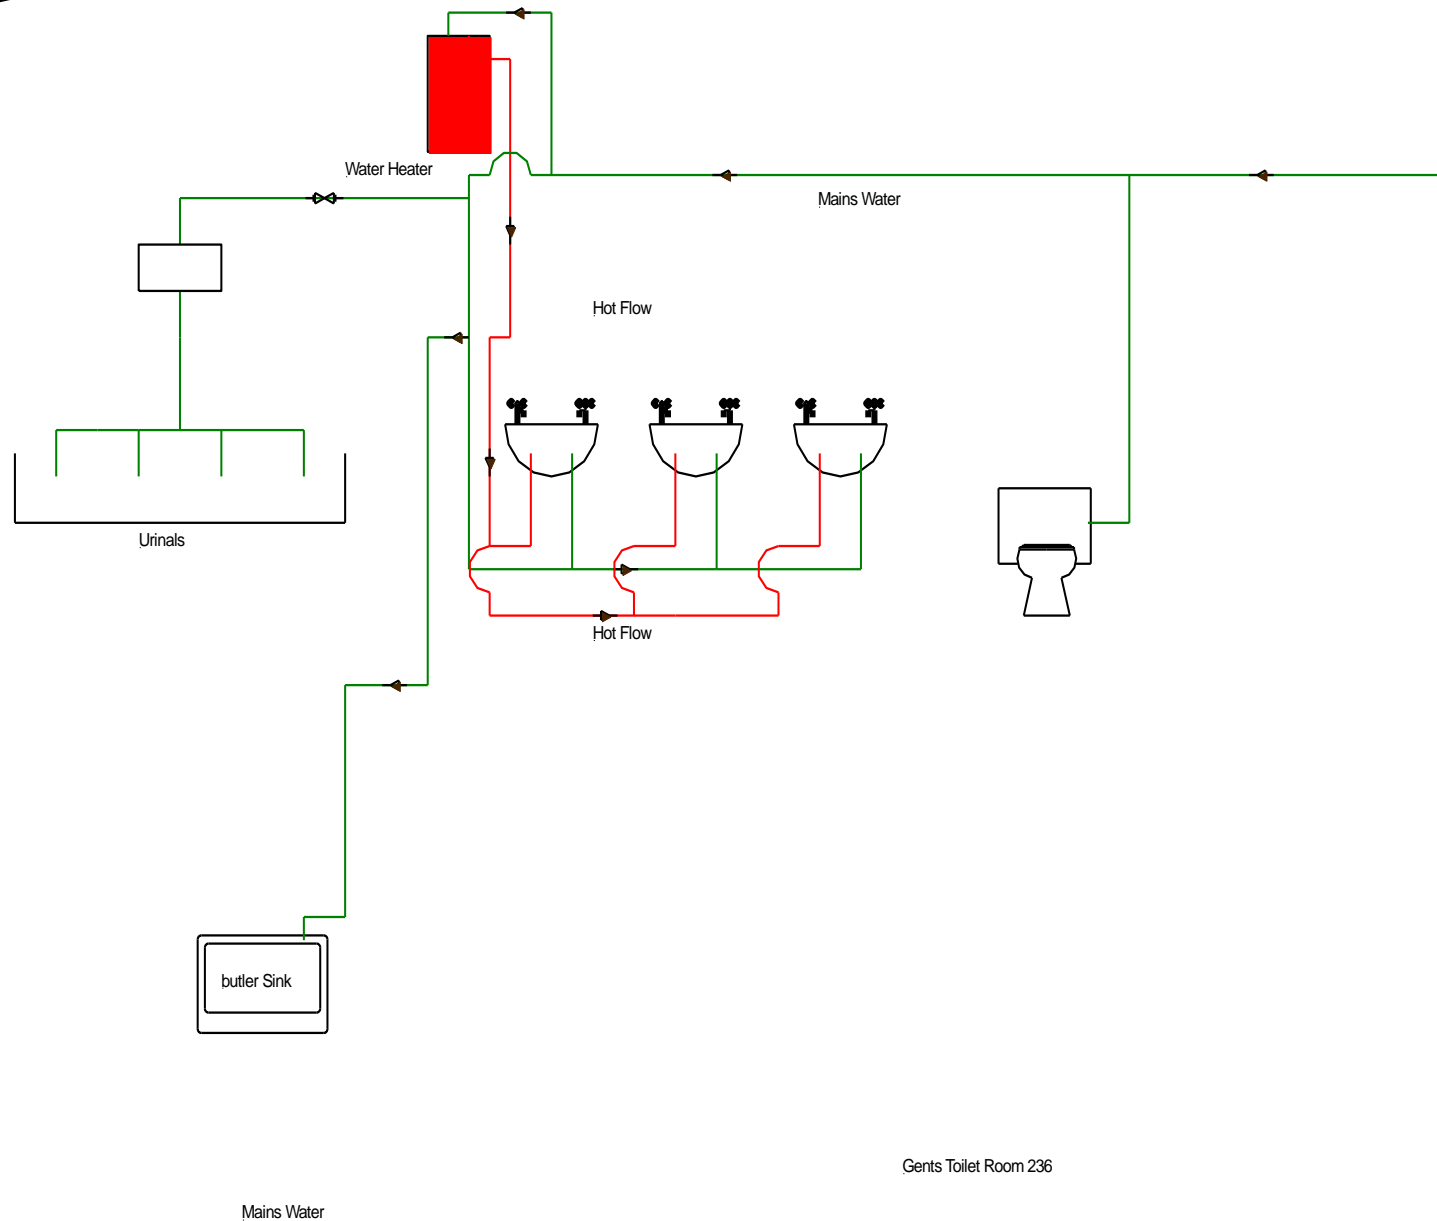 Water Heater
Mains Water
Hot Flow
Urinals
Hot Flow
butler Sink
Gents Toilet Room 236
Mains Water